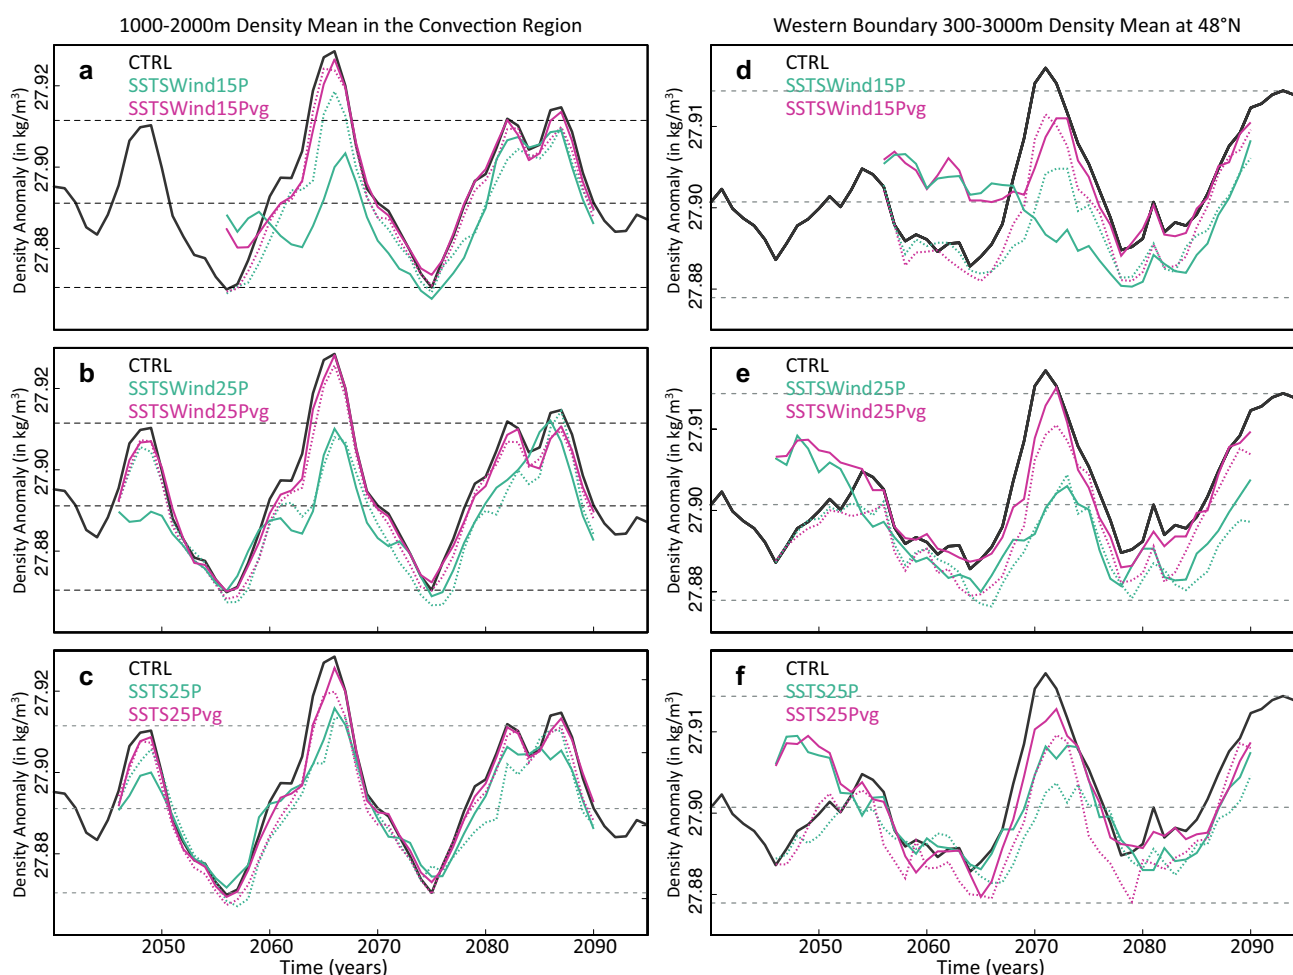 1000-2000m Density Mean in the Convection Region
Western Boundary 300-3000m Density Mean at 48°N
a
CTRL
SSTSWind15P
SSTSWind15Pvg
Density Anomaly (in kg/m³)
27.92
27.90
27.88
d
CTRL
SSTSWind15P
SSTSWind15Pvg
Density Anomaly (in kg/m³)
27.91
27.90
27.88
b
CTRL
SSTSWind25P
SSTSWind25Pvg
Density Anomaly (in kg/m³)
27.92
27.90
27.88
e
CTRL
SSTSWind25P
SSTSWind25Pvg
Density Anomaly (in kg/m³)
27.91
27.90
27.88
c
CTRL
SSTS25P
SSTS25Pvg
Density Anomaly (in kg/m³)
27.92
27.90
27.88
2050 2060 2070 2080 2090
Time (years)
f
CTRL
SSTS25P
SSTS25Pvg
Density Anomaly (in kg/m³)
27.91
27.90
27.88
2050 2060 2070 2080 2090
Time (years)